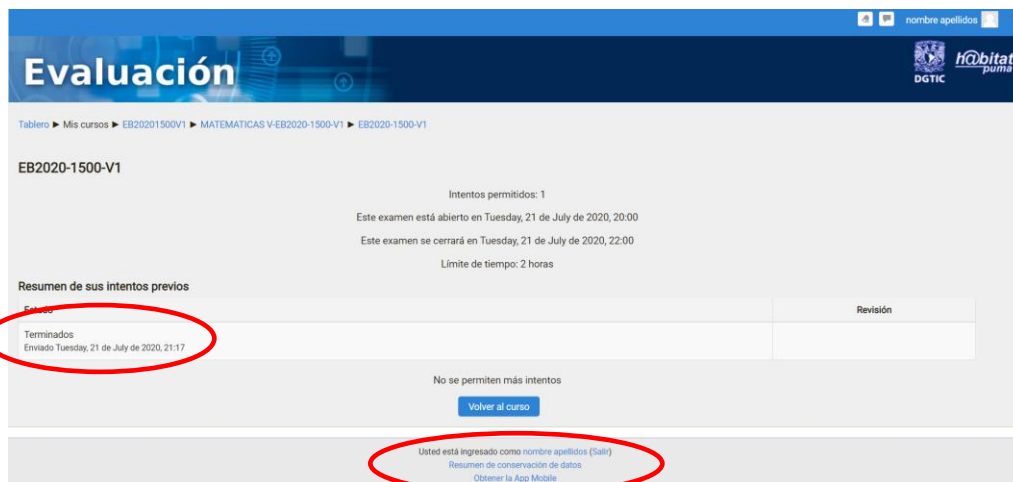 nombre apellidos
Evaluación
DGTIC
h@bitat
puma
Tablero ► Mis cursos ► EB20201500V1 ► MATEMATICAS V-EB2020-1500-V1 ► EB2020-1500-V1
EB2020-1500-V1
Intentos permitidos: 1
Este examen está abierto en Tuesday, 21 de July de 2020, 20:00
Este examen se cerrará en Tuesday, 21 de July de 2020, 22:00
Límite de tiempo: 2 horas
Resumen de sus intentos previos
Estado Revisión
Terminados
Enviado Tuesday, 21 de July de 2020, 21:17
No se permiten más intentos
Volver al curso
Usted está ingresado como nombre apellidos (Salir)
Resumen de conservación de datos
Obtener la App Mobile